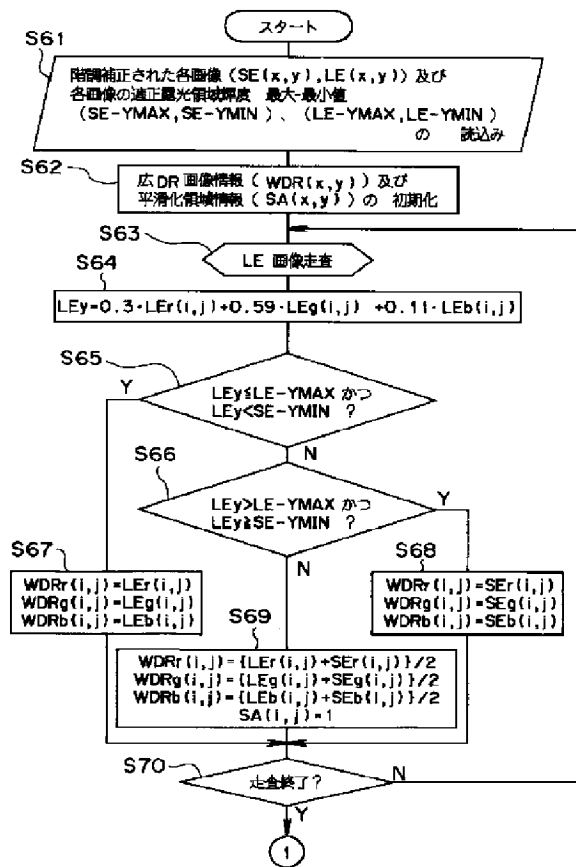 スタート
S61
階調補正された各画像(SE(x,y),LE(x,y))及び
各画像の適正露光領域輝度 最大-最小値
(SE-YMAX,SE-YMIN)、(LE-YMAX,LE-YMIN)
の 読込み
S62
広DR画像情報(WDR(x,y))及び
平滑化領域情報(SA(x,y))の 初期化
S63
LE 画像走査
S64
LEy=0.3·LEr(i,j)+0.59·LEg(i,j) +0.11·LEb(i,j)
S65
Y
LEy≦LE-YMAX かつ
LEy<SE-YMIN ?
N
S66
Y
LEy>LE-YMAX かつ
LEy≧SE-YMIN ?
N
S67
WDRr(i,j)=LEr(i,j)
WDRg(i,j)=LEg(i,j)
WDRb(i,j)=LEb(i,j)
S68
WDRr(i,j)=SEr(i,j)
WDRg(i,j)=SEg(i,j)
WDRb(i,j)=SEb(i,j)
S69
WDRr(i,j)={LEr(i,j)+SEr(i,j)}/2
WDRg(i,j)={LEg(i,j)+SEg(i,j)}/2
WDRb(i,j)={LEb(i,j)+SEb(i,j)}/2
SA(i,j)=1
S70
走査終了?
N
Y
1